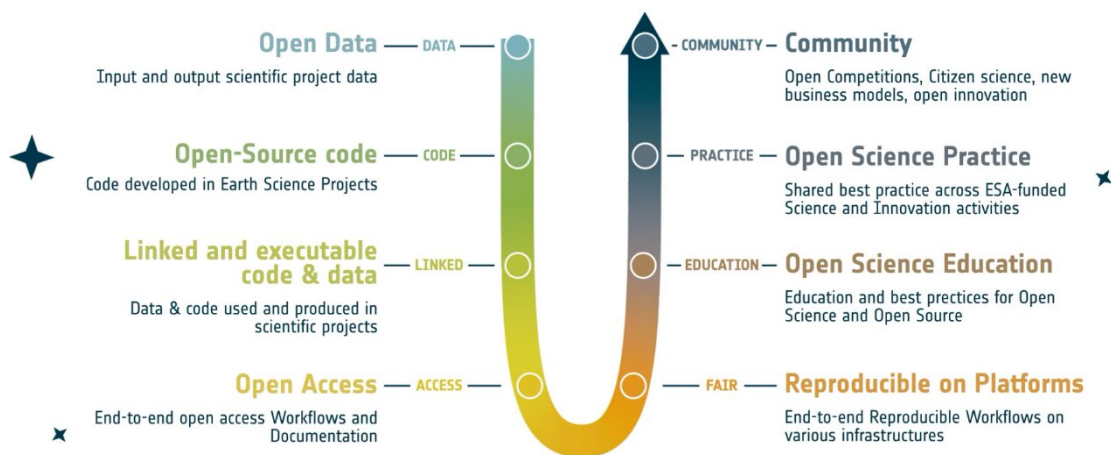 Open Data
DATA
Input and output scientific project data
Open-Source code
CODE
Code developed in Earth Science Projects
Linked and executable
code & data
LINKED
Data & code used and produced in
scientific projects
Open Access
ACCESS
End-to-end open access Workflows and
Documentation
COMMUNITY
Community
Open Competitions, Citizen science, new
business models, open innovation
PRACTICE
Open Science Practice
Shared best practice across ESA-funded
Science and Innovation activities
EDUCATION
Open Science Education
Education and best prectices for Open
Science and Open Source
FAIR
Reproducible on Platforms
End-to-end Reproducible Workflows on
various infrastructures